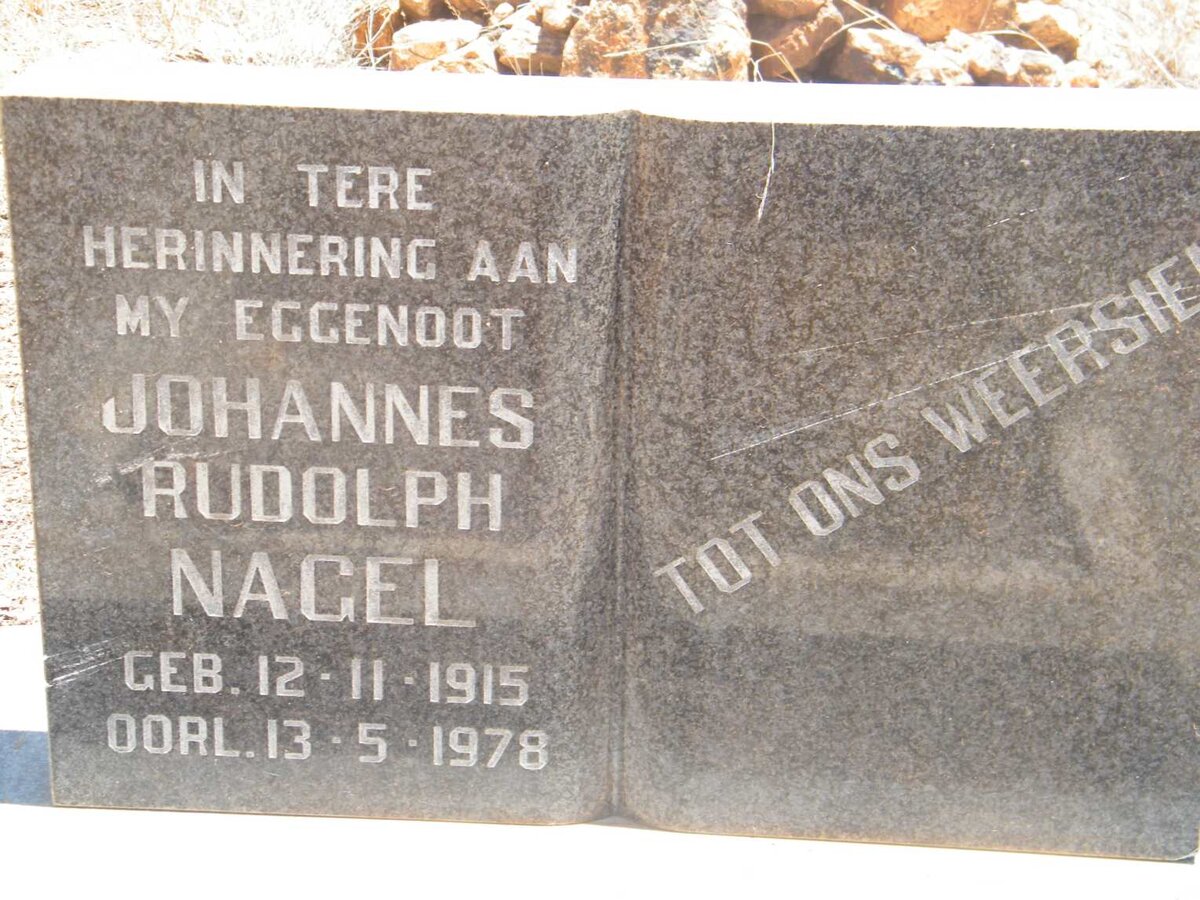 IN TERE
HERINNERING AAN
MY EGGENOOT
JOHANNES
RUDOLPH
NAGEL
GEB. 12-11-1915
OORL. 13-5-1978
TOT ONS WEERSIE